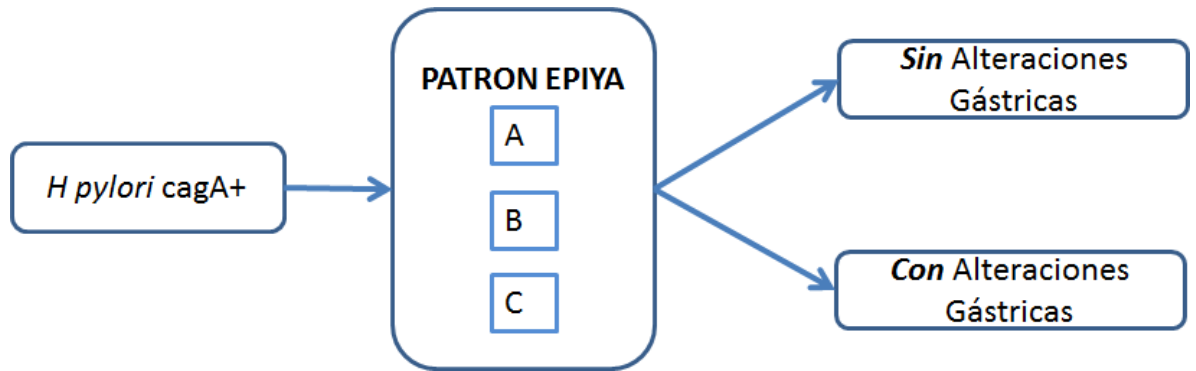 H pylori cagA+
PATRON EPIYA
A
B
C
Sin Alteraciones
Gástricas
Con Alteraciones
Gástricas